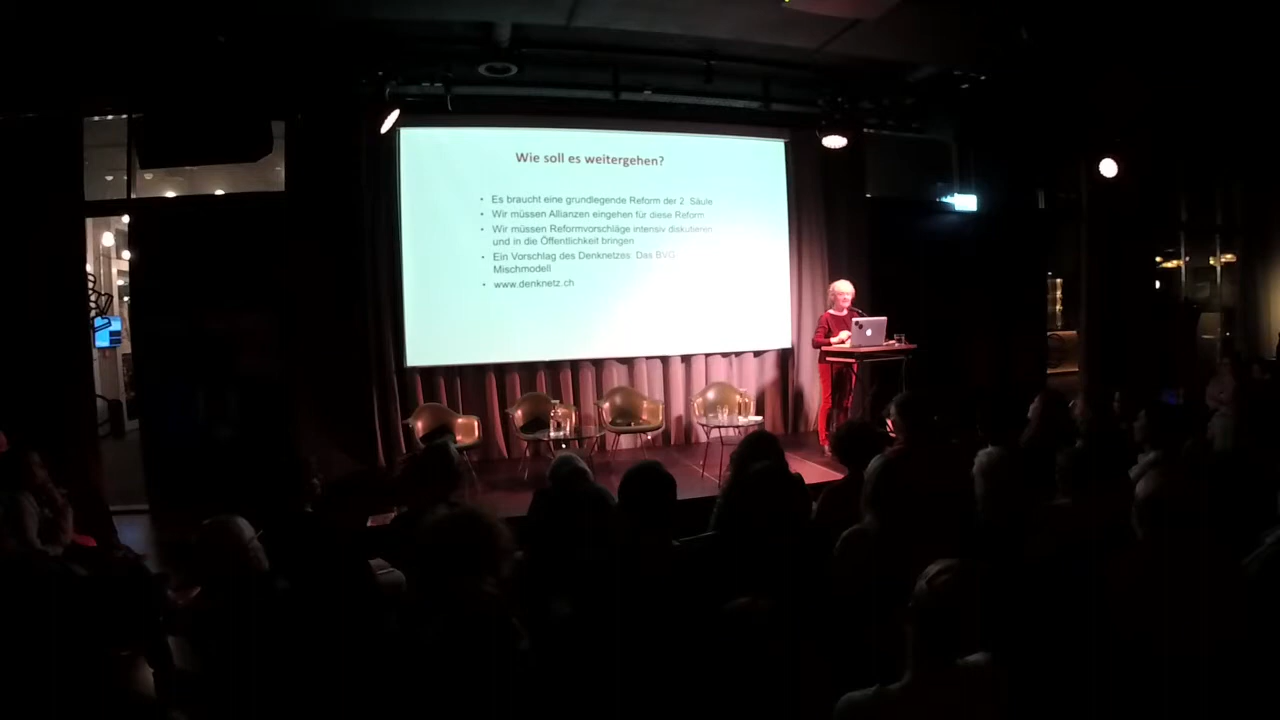 Wie soll es weitergehen?
• Es braucht eine grundlegende Reform der 2. Säule
• Wir müssen Allianzen eingehen für diese Reform
• Wir müssen Reformvorschläge intensiv diskutieren
und in die Öffentlichkeit bringen
• Ein Vorschlag des Denknetzes: Das BVG-
Mischmodell
• www.denknetz.ch